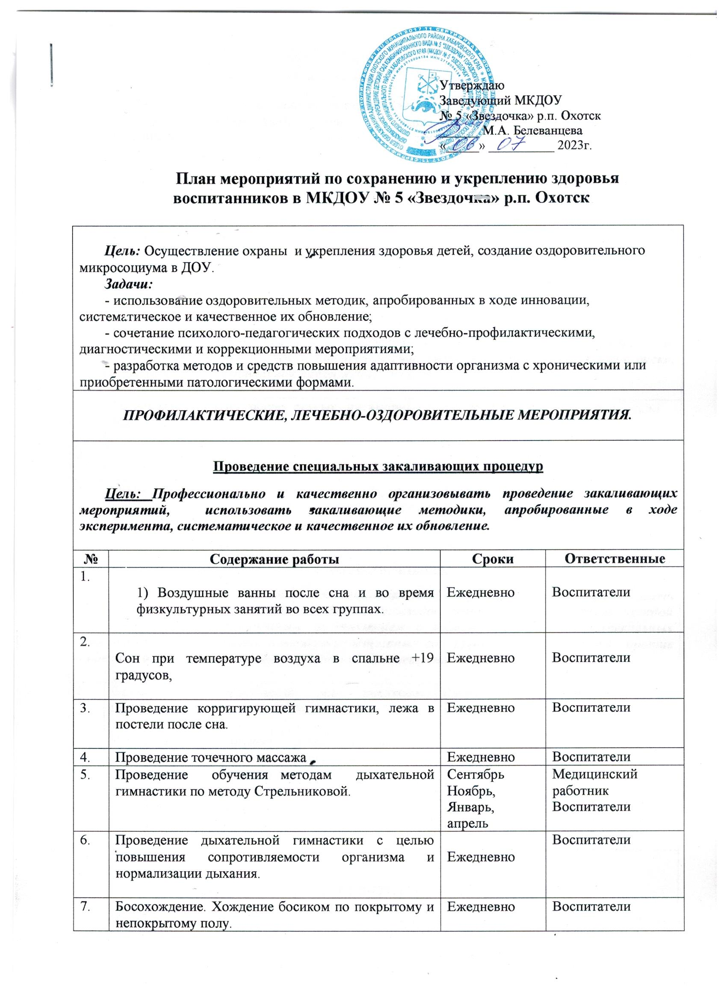 Утверждаю
Заведующий МКДОУ
№ 5 «Звездочка» р.п. Охотск
М.А. Белеванцева
«06» 07 2023г.
План мероприятий по сохранению и укреплению здоровья
воспитанников в МКДОУ № 5 «Звездочка» р.п. Охотск
Цель: Осуществление охраны и укрепления здоровья детей, создание оздоровительного
микросоциума в ДОУ.
Задачи:
- использование оздоровительных методик, апробированных в ходе инновации,
систематическое и качественное их обновление;
- сочетание психолого-педагогических подходов с лечебно-профилактическими,
диагностическими и коррекционными мероприятиями;
- разработка методов и средств повышения адаптивности организма с хроническими или
приобретенными патологическими формами.
ПРОФИЛАКТИЧЕСКИЕ, ЛЕЧЕБНО-ОЗДОРОВИТЕЛЬНЫЕ МЕРОПРИЯТИЯ.
Проведение специальных закаливающих процедур
Цель: Профессионально и качественно организовывать проведение закаливающих
мероприятий, использовать закаливающие методики, апробированные в ходе
эксперимента, систематическое и качественное их обновление.
№ Содержание работы Сроки Ответственные
1.
1) Воздушные ванны после сна и во время Ежедневно Воспитатели
физкультурных занятий во всех группах.
2.
Сон при температуре воздуха в спальне +19 Ежедневно Воспитатели
градусов,
3. Проведение корригирующей гимнастики, лежа в Ежедневно Воспитатели
постели после сна.
4. Проведение точечного массажа Ежедневно Воспитатели
5. Проведение обучения методам дыхательной Сентябрь Медицинский
гимнастики по методу Стрельниковой. Ноябрь, работник
Январь, Воспитатели
апрель
6. Проведение дыхательной гимнастики с целью Воспитатели
повышения сопротивляемости организма и Ежедневно
нормализации дыхания.
7. Босохождение. Хождение босиком по покрытому и Ежедневно Воспитатели
непокрытому полу.